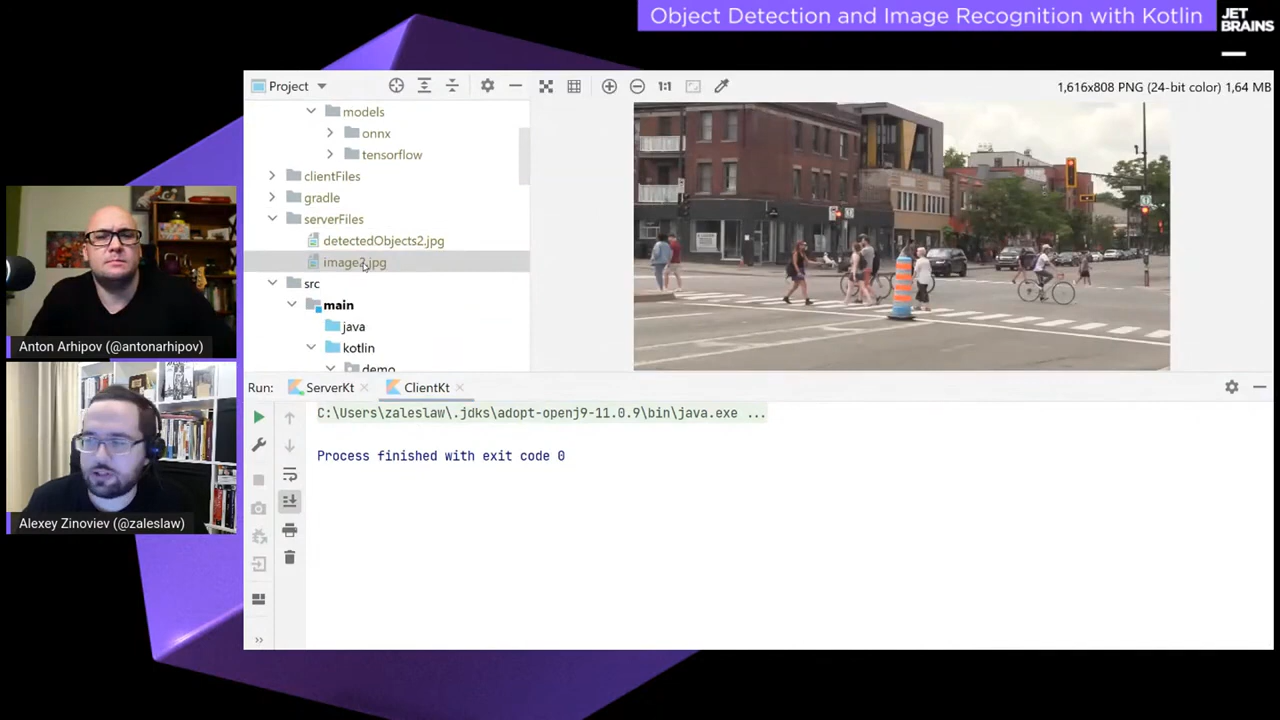 Object Detection and Image Recognition with Kotlin
JET
BRAINS
Project
1:1
1,616x808 PNG (24-bit color) 1,64 MB
models
onnx
tensorflow
clientFiles
gradle
serverFiles
detectedObjects2.jpg
image2.jpg
src
main
java
kotlin
demo
Anton Arhipov (@antonarhipov)
Alexey Zinoviev (@zaleslaw)
Run:
ServerKt
ClientKt
C:\Users\zaleslaw\.jdks\adopt-openj9-11.0.9\bin\java.exe ...
Process finished with exit code 0